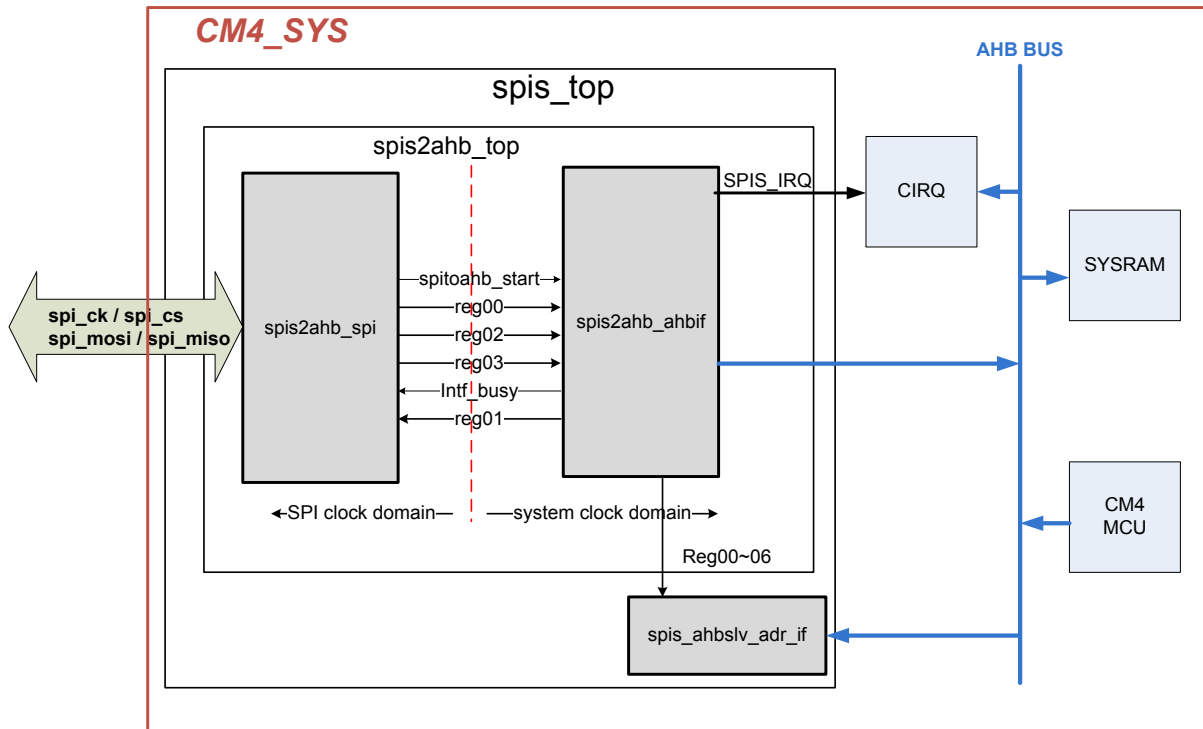 CM4_SYS
AHB BUS
spis_top
spis2ahb_top
SPIS_IRQ
CIRQ
SYSRAM
spitoahb_start
reg00
reg02
reg03
Intf_busy
reg01
spis2ahb_spi
spis2ahb_ahbif
spi_ck / spi_cs
spi_mosi / spi_miso
SPI clock domain
system clock domain
CM4
MCU
Reg00~06
spis_ahbslv_adr_if